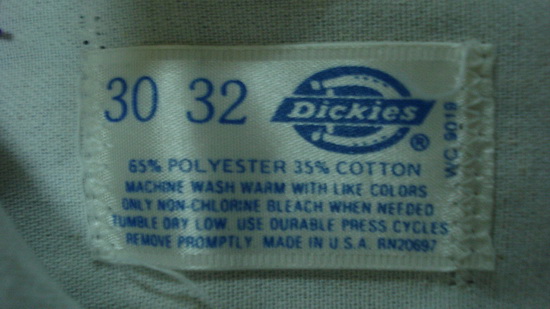 30 32
Dickies®
WC 9019
65% POLYESTER 35% COTTON
MACHINE WASH WARM WITH LIKE COLORS
ONLY NON-CHLORINE BLEACH WHEN NEEDED
TUMBLE DRY LOW. USE DURABLE PRESS CYCLES
REMOVE PROMPTLY. MADE IN U.S.A. RN20697